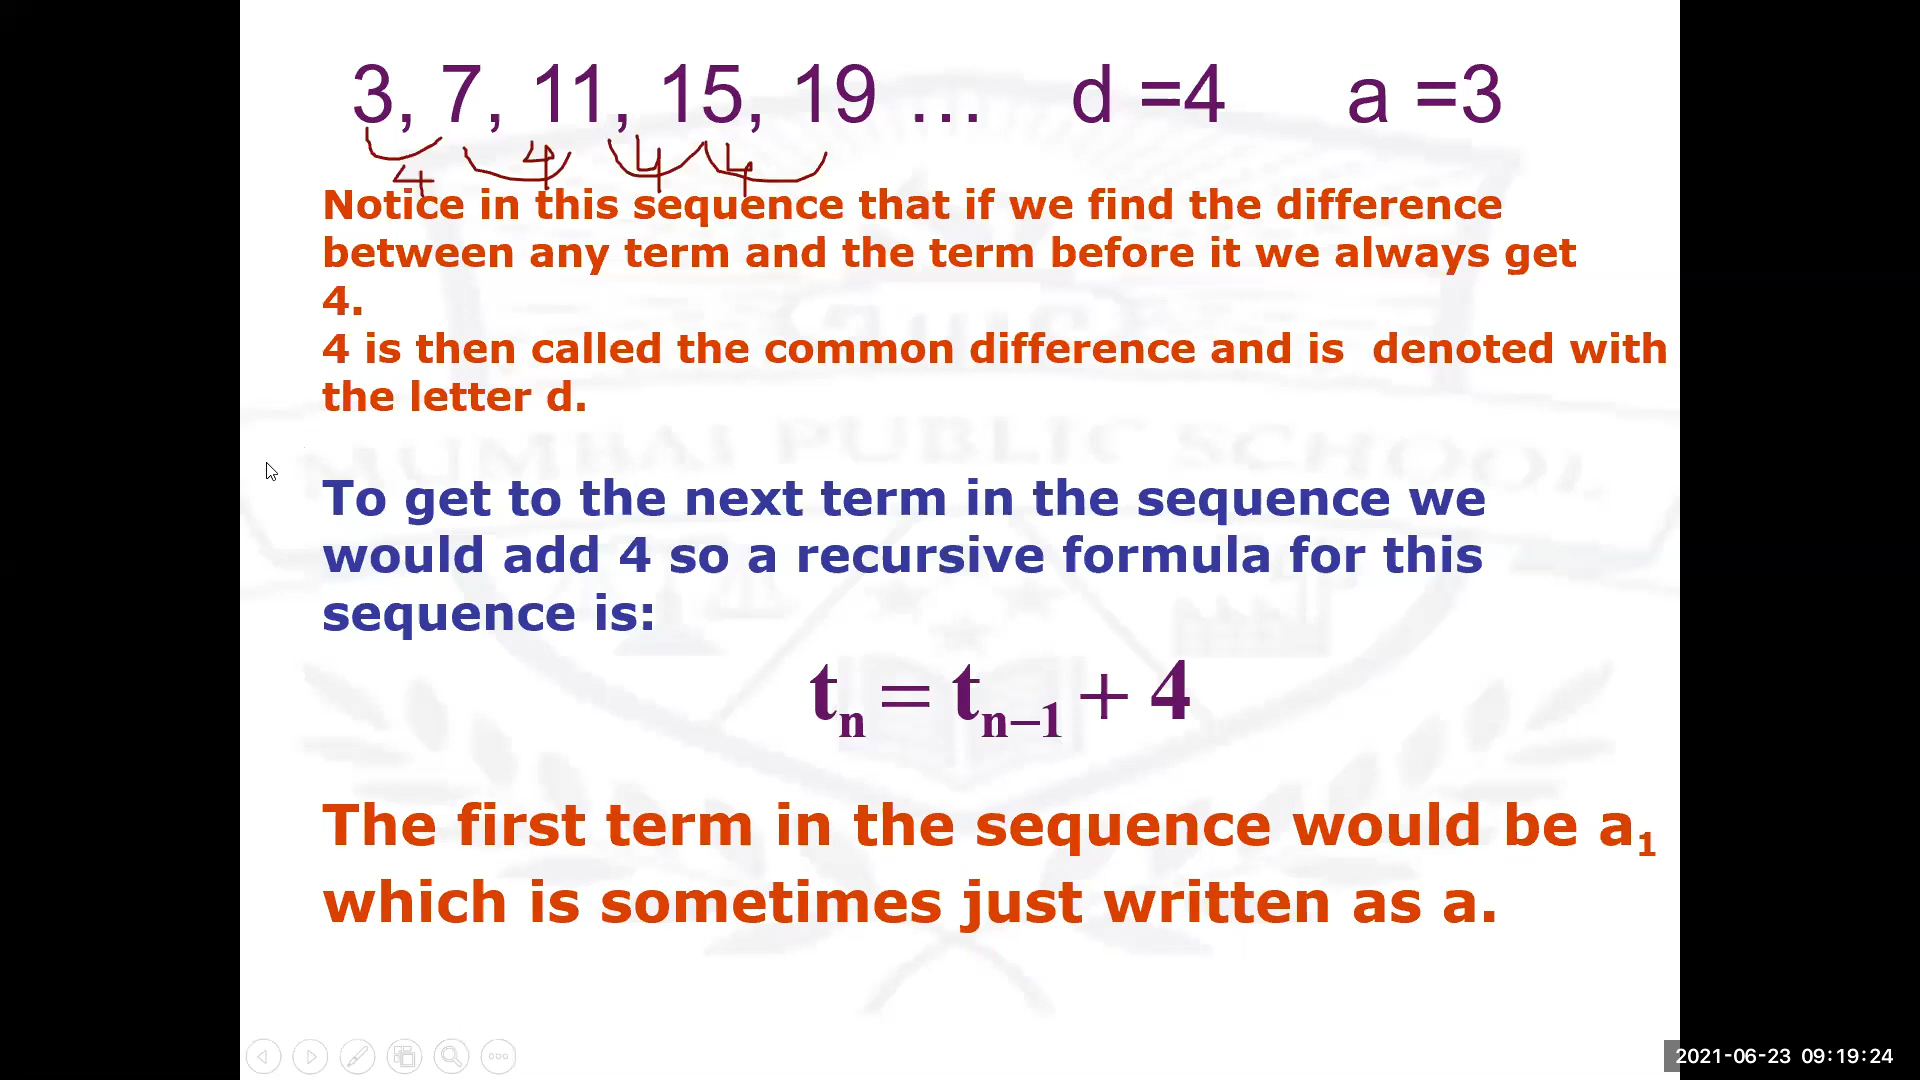 3, 7, 11, 15, 19 ... d =4 a =3
4 4 4 4
Notice in this sequence that if we find the difference
between any term and the term before it we always get
4.
4 is then called the common difference and is denoted with
the letter d.
MUMBAI PUBLIC SCHOOL
To get to the next term in the sequence we
would add 4 so a recursive formula for this
sequence is:
tₙ = tₙ₋₁ + 4
The first term in the sequence would be a₁
which is sometimes just written as a.
2021-06-23 09:19:24